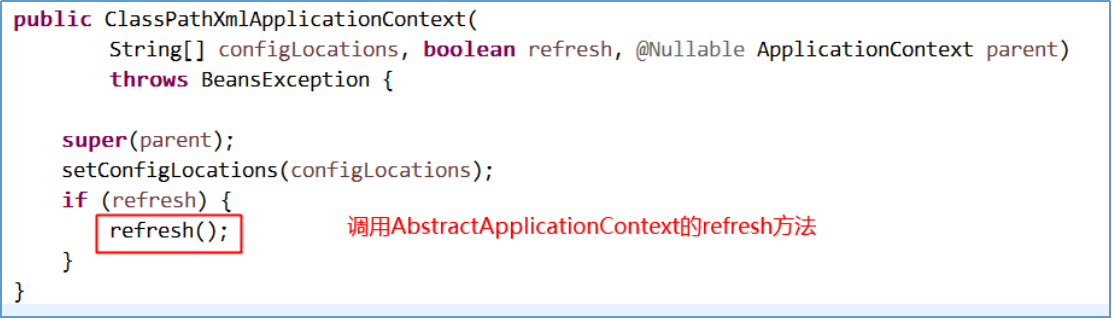 public ClassPathXmlApplicationContext(
String[] configLocations, boolean refresh, @Nullable ApplicationContext parent)
throws BeansException {
super(parent);
setConfigLocations(configLocations);
if (refresh) {
refresh(); 调用AbstractApplicationContext的refresh方法
}
}